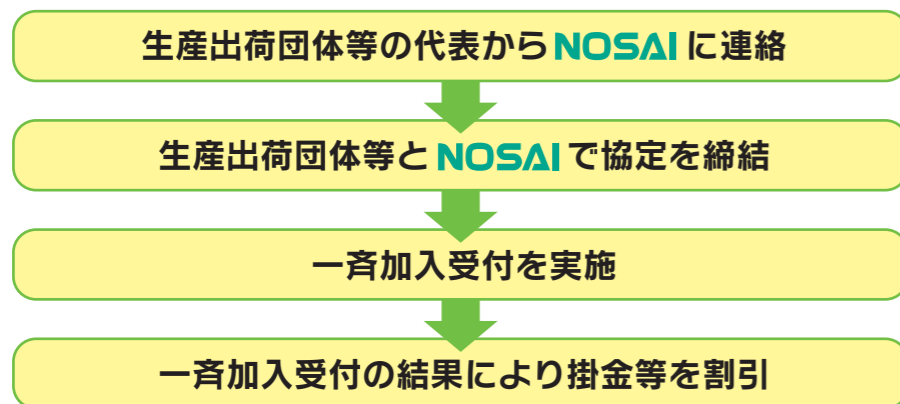 生産出荷団体等の代表からNOSAIに連絡
生産出荷団体等とNOSAIで協定を締結
一斉加入受付を実施
一斉加入受付の結果により掛金等を割引